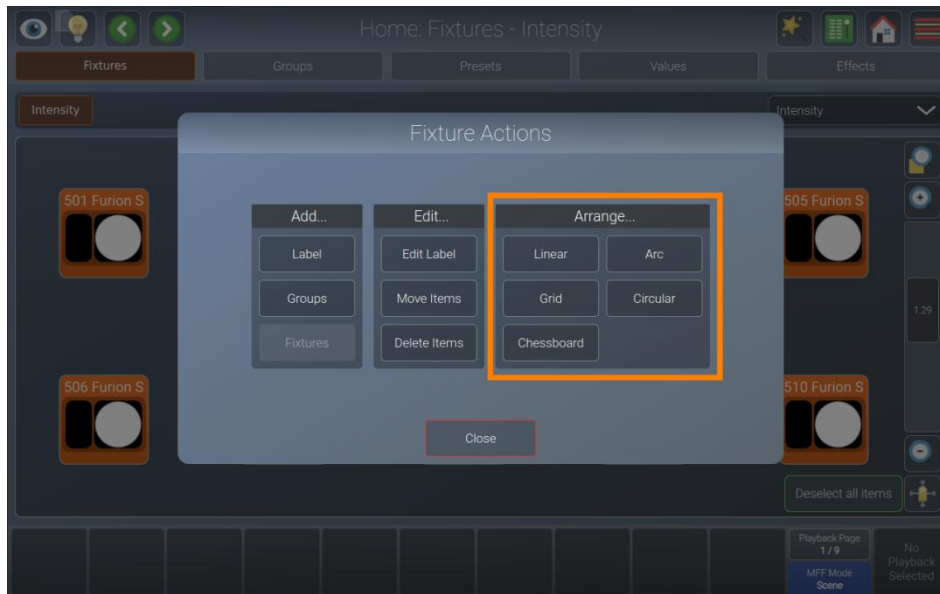 Home: Fixtures - Intensity
Fixtures
Groups
Presets
Values
Effects
Intensity
Intensity
Fixture Actions
501 Furion S
505 Furion S
Add...
Edit...
Arrange...
Label
Edit Label
Linear
Arc
Groups
Move Items
Grid
Circular
1.29
Fixtures
Delete Items
Chessboard
506 Furion S
510 Furion S
Close
Deselect all items
Playback Page
1 / 9
MFF Mode
Scene
No
Playback
Selected